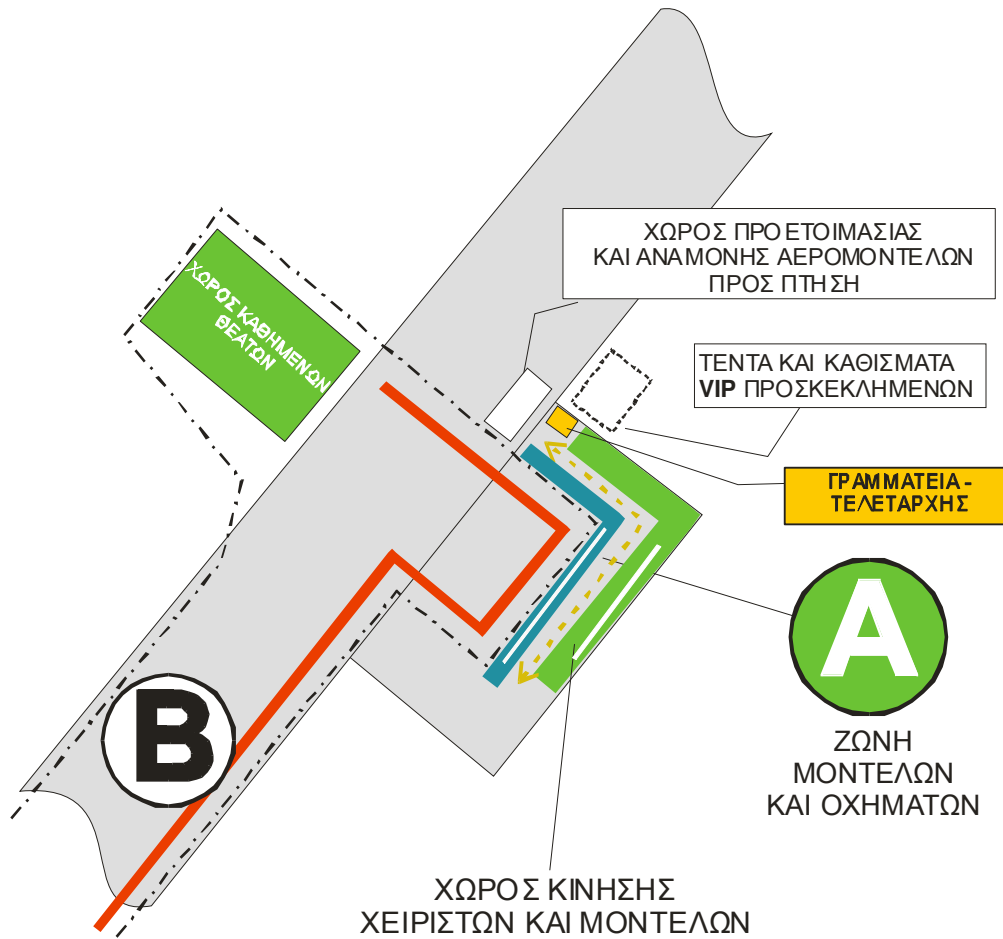 ΧΩΡΟΣ ΠΡΟΕΤΟΙΜΑΣΙΑΣ
ΚΑΙ ΑΝΑΜΟΝΗΣ ΑΕΡΟΜΟΝΤΕΛΩΝ
ΠΡΟΣ ΠΤΗΣΗ
ΧΩΡΟΣ ΚΑΘΗΜΕΝΩΝ
ΘΕΑΤΩΝ
ΤΕΝΤΑ ΚΑΙ ΚΑΘΙΣΜΑΤΑ
VIP ΠΡΟΣΚΕΚΛΗΜΕΝΩΝ
ΓΡΑΜΜΑΤΕΙΑ -
ΤΕΛΕΤΑΡΧΗΣ
A
B
ΖΩΝΗ
ΜΟΝΤΕΛΩΝ
ΚΑΙ ΟΧΗΜΑΤΩΝ
ΧΩΡΟΣ ΚΙΝΗΣΗΣ
ΧΕΙΡΙΣΤΩΝ ΚΑΙ ΜΟΝΤΕΛΩΝ